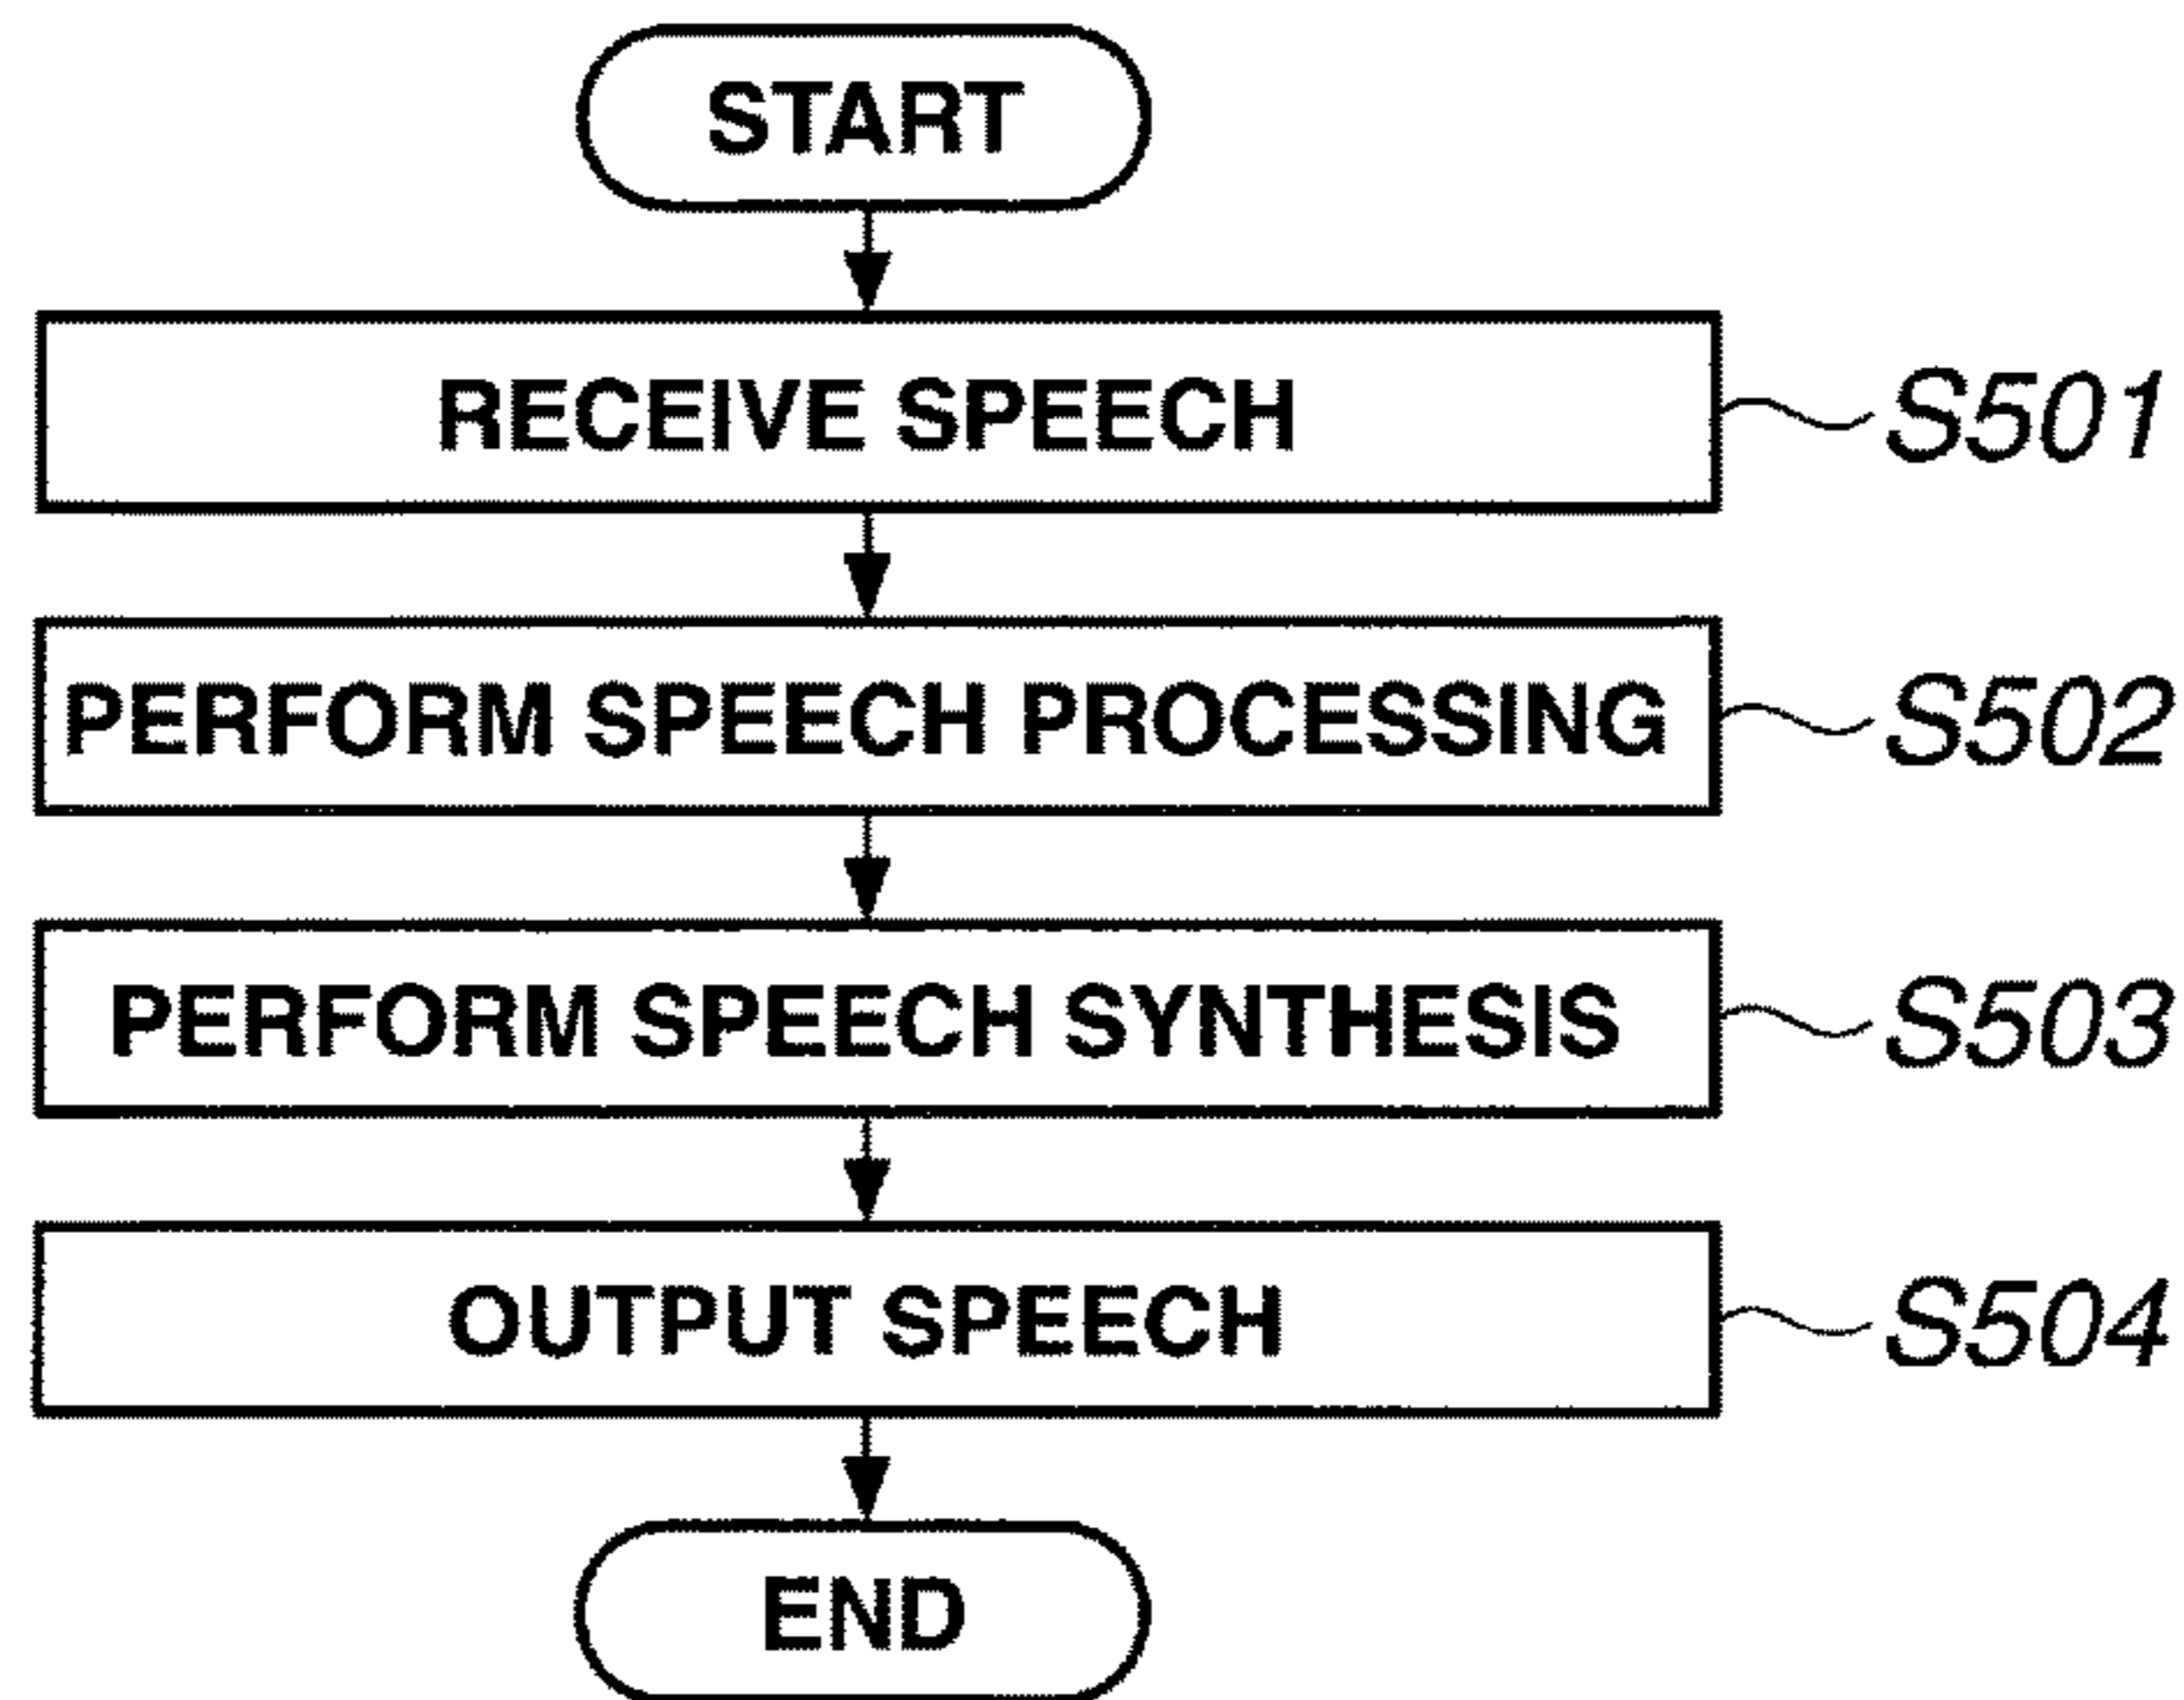 START
RECEIVE SPEECH
S501
PERFORM SPEECH PROCESSING
S502
PERFORM SPEECH SYNTHESIS
S503
OUTPUT SPEECH
S504
END